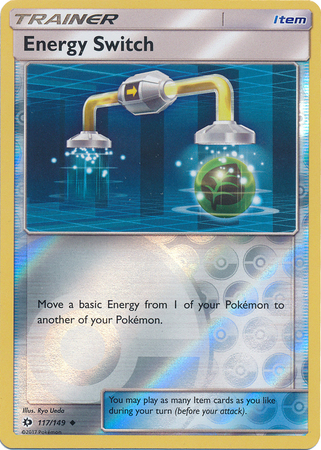 TRAINER
Item
Energy Switch
Move a basic Energy from 1 of your Pokémon to
another of your Pokémon.
You may play as many Item cards as you like
during your turn (before your attack).
Illus. Ryo Ueda
117/149 ◆
©2017 Pokémon